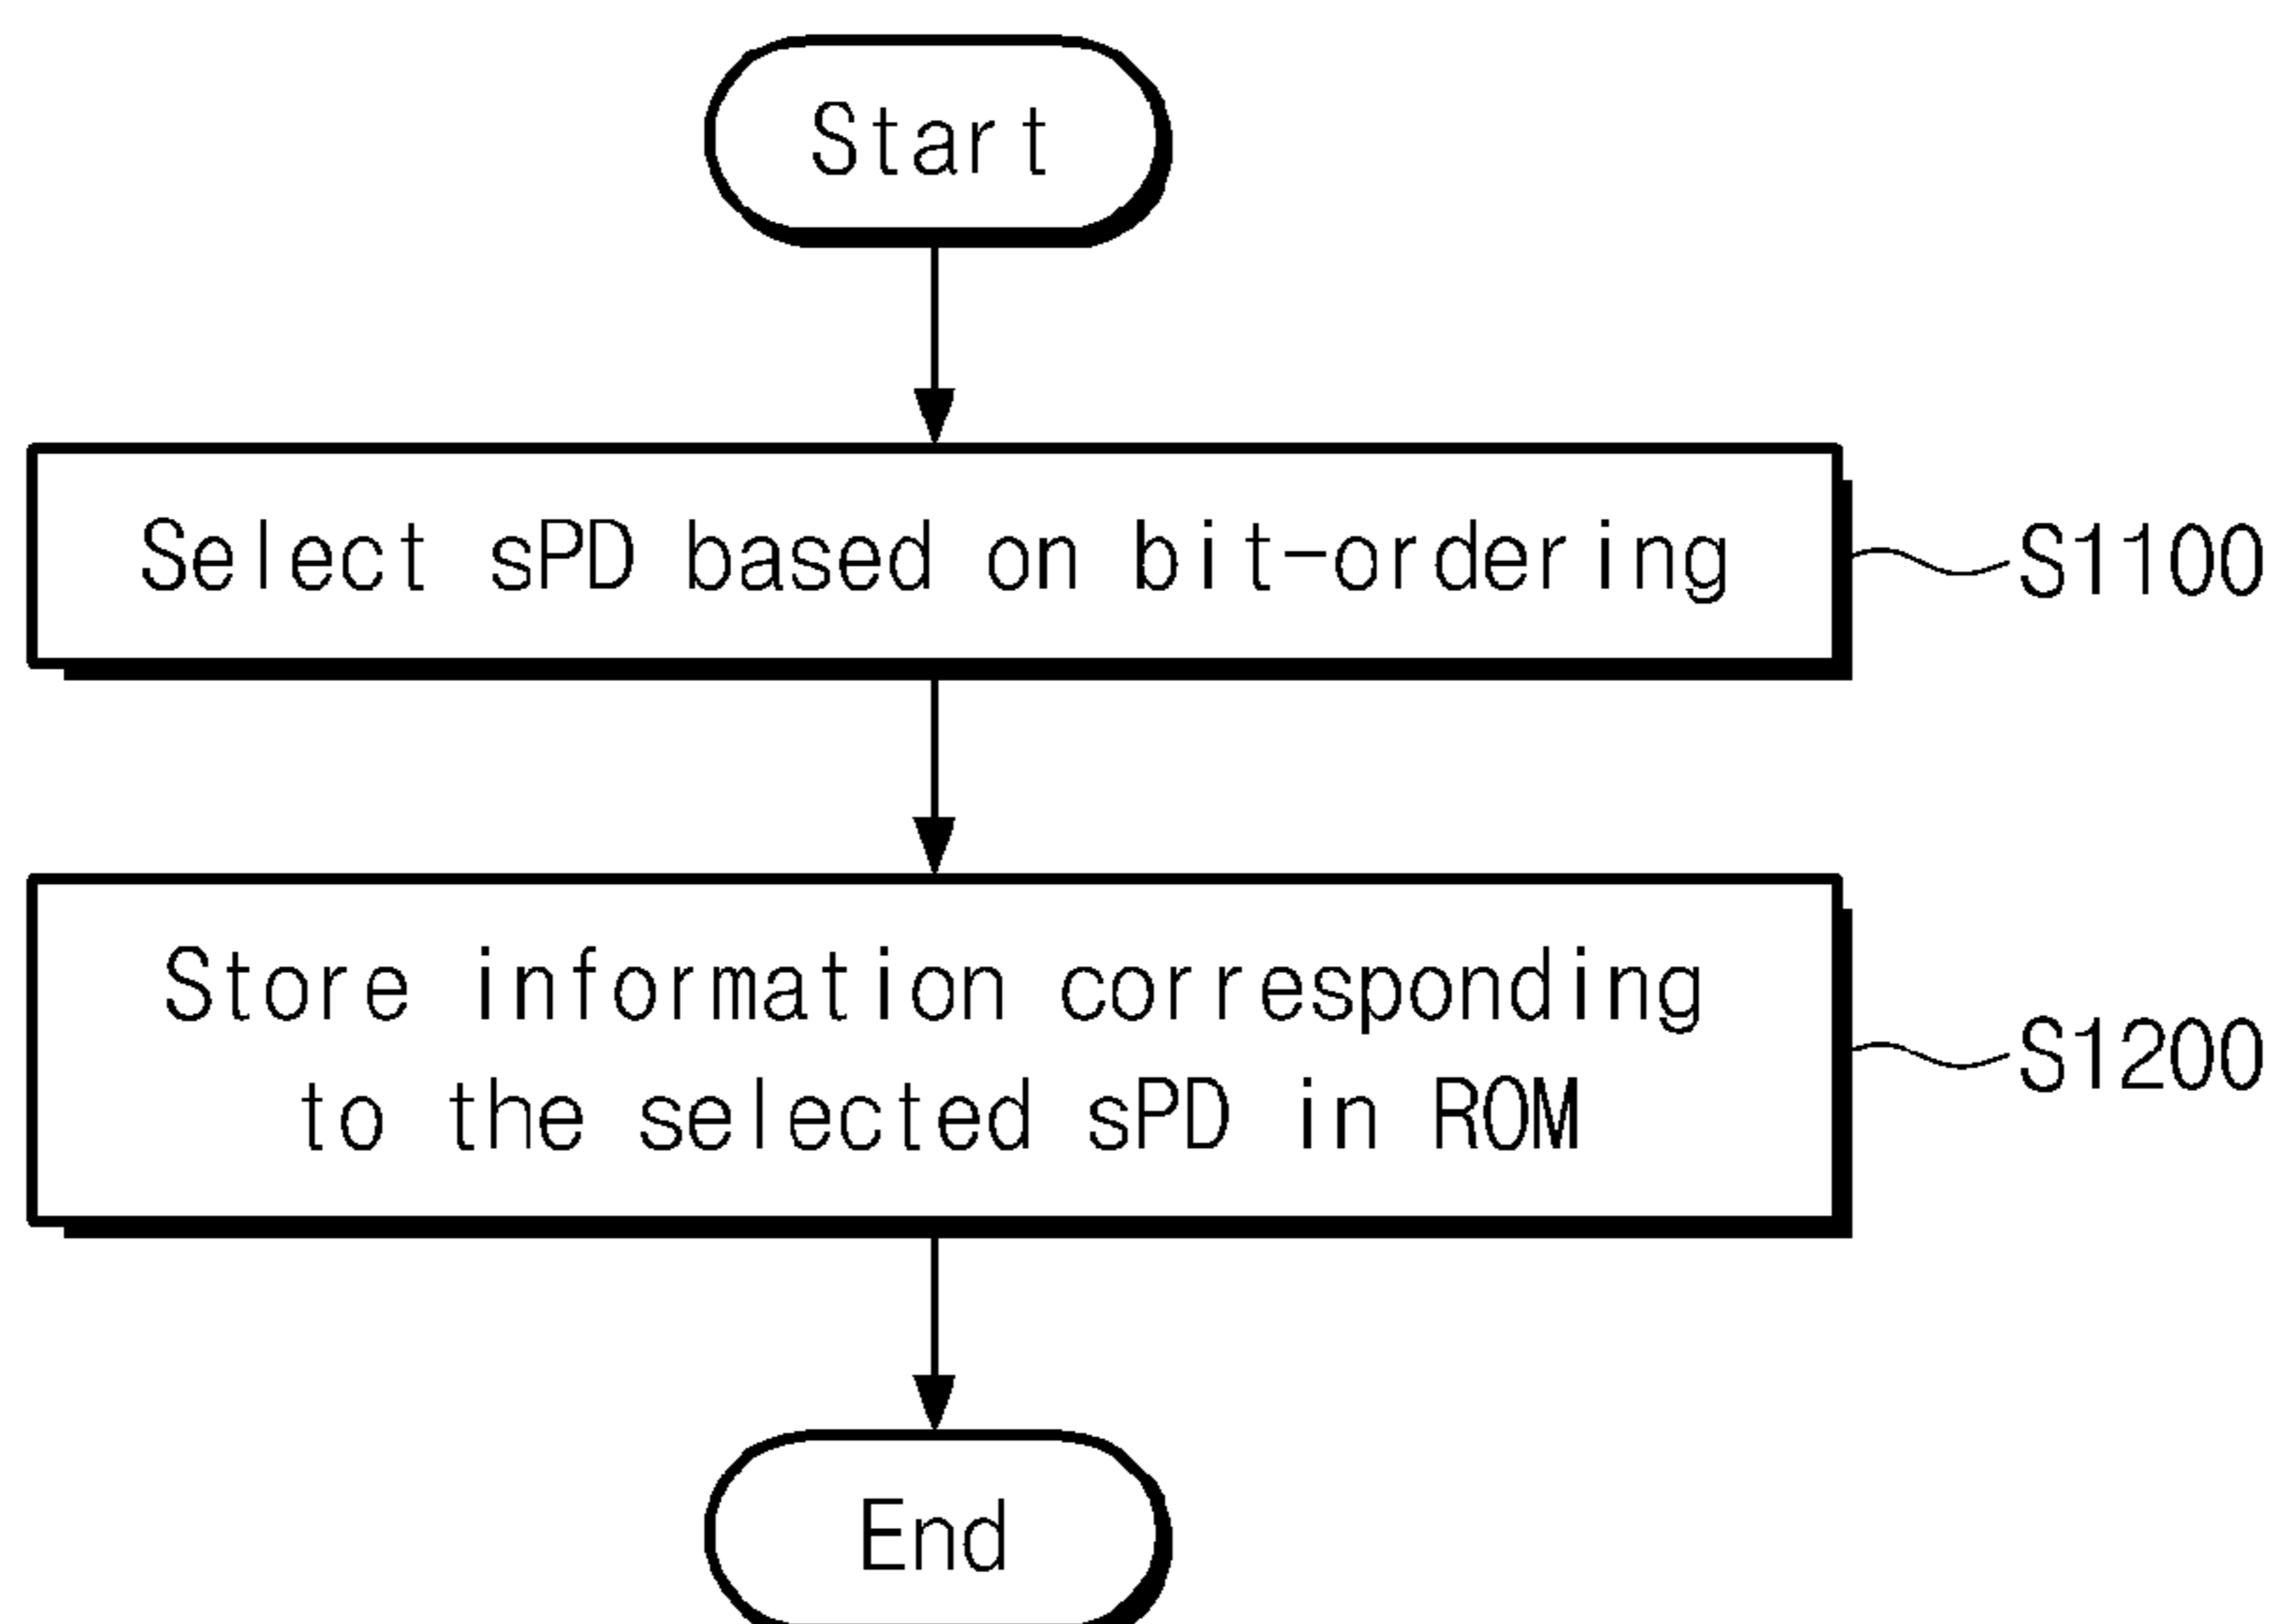 Start
Select sPD based on bit-ordering
S1100
Store information corresponding
to the selected sPD in ROM
S1200
End